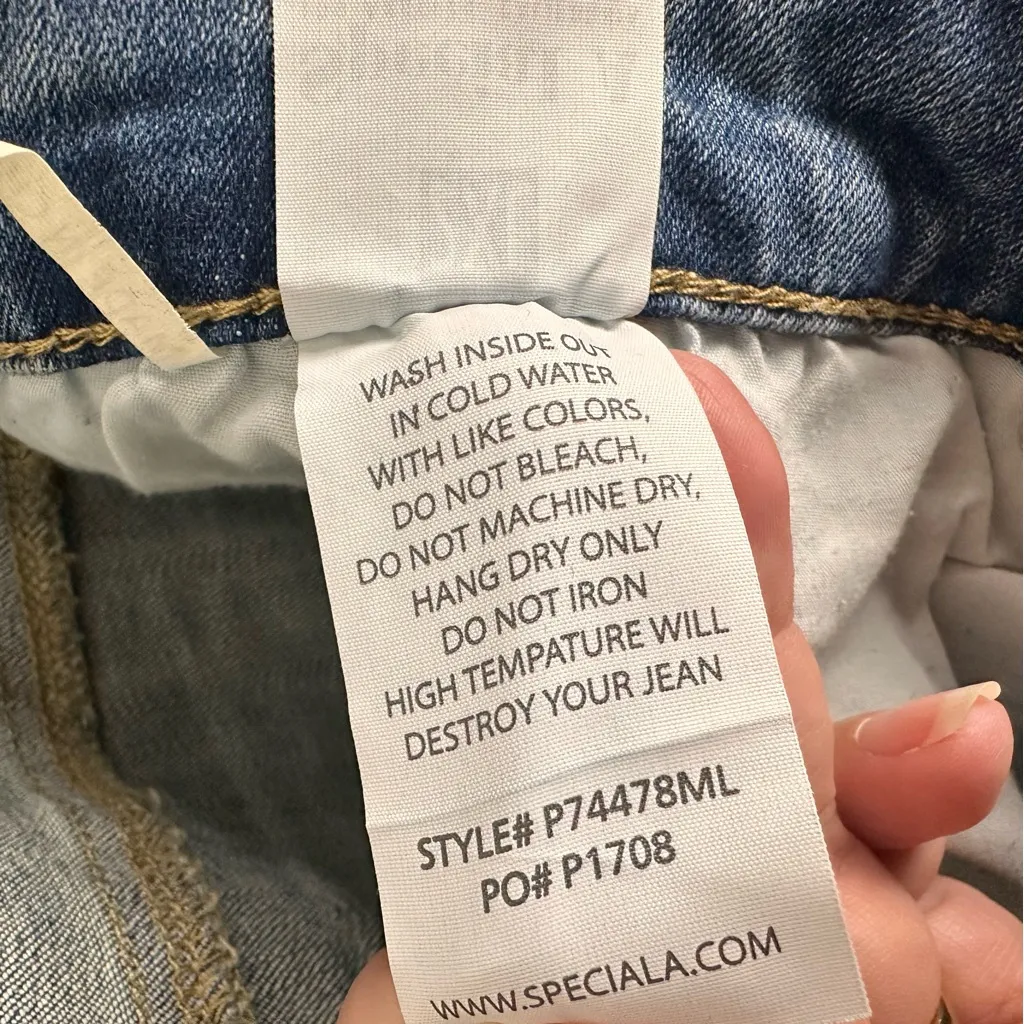 WASH INSIDE OUT
IN COLD WATER
WITH LIKE COLORS,
DO NOT BLEACH,
DO NOT MACHINE DRY,
HANG DRY ONLY
DO NOT IRON
HIGH TEMPATURE WILL
DESTROY YOUR JEAN
STYLE# P74478ML
PO# P1708
WWW.SPECIALA.COM